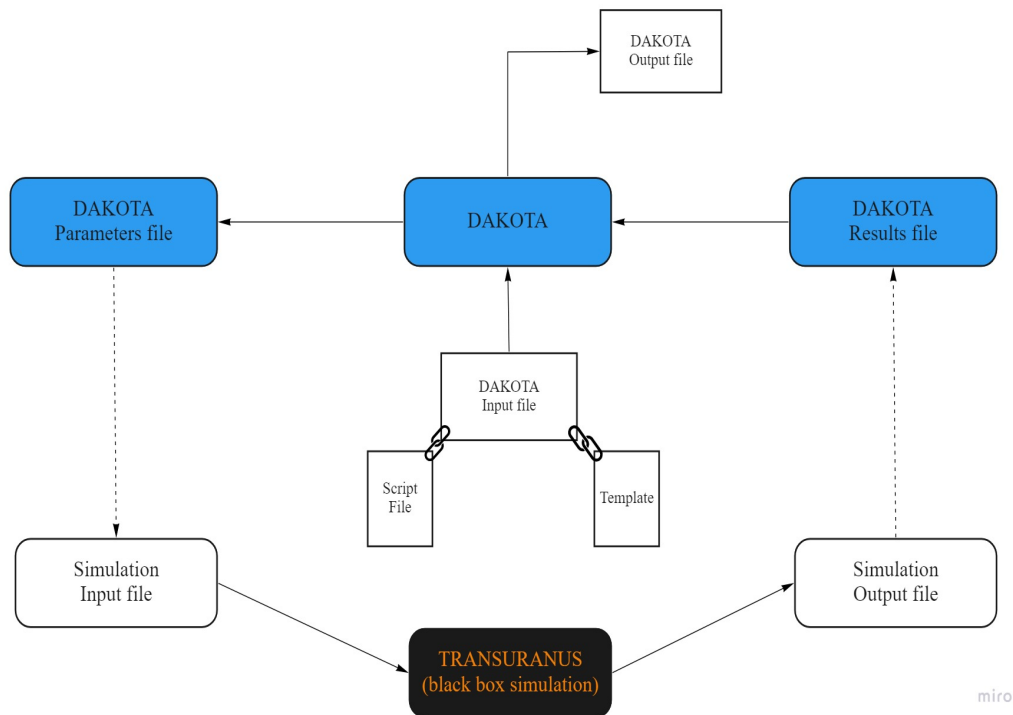 DAKOTA
Output file
DAKOTA
Parameters file
DAKOTA
DAKOTA
Results file
DAKOTA
Input file
Script
File
Template
Simulation
Input file
Simulation
Output file
TRANSURANUS
(black box simulation)
miro